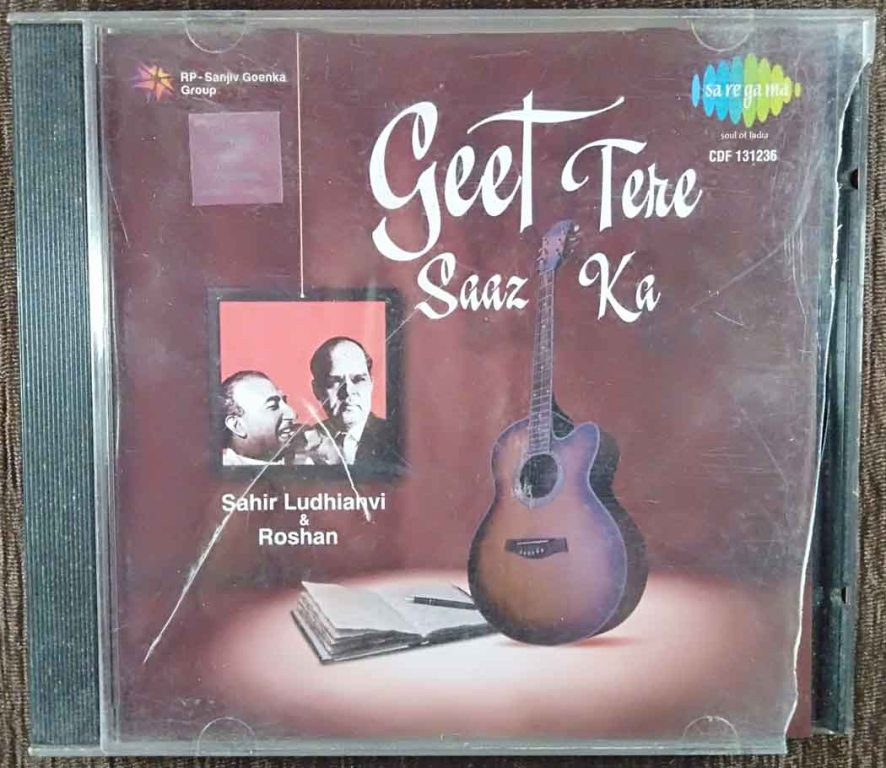 RP-Sanjiv Goenka
Group
sa re ga ma
soul of India
CDF 131236
Geet Tere
Saaz Ka
Sahir Ludhianvi
&
Roshan